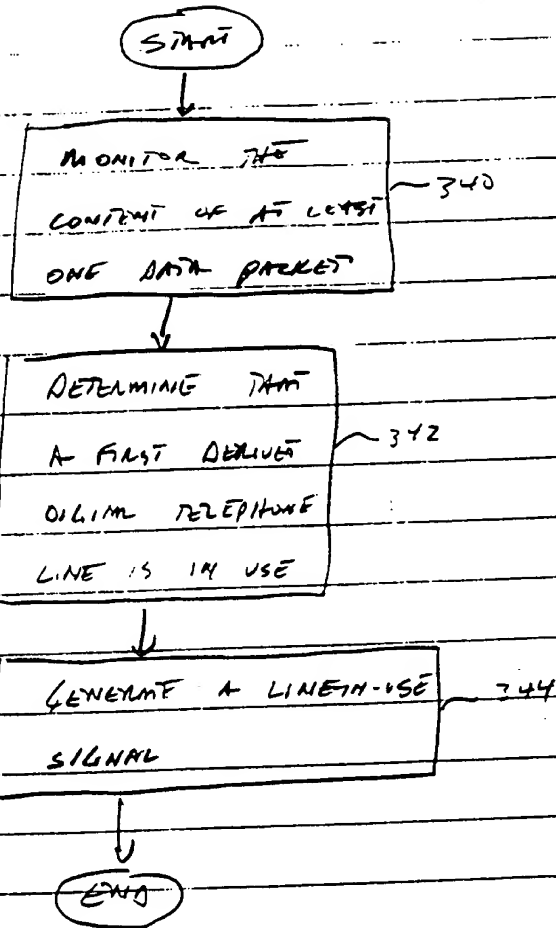 START
MONITOR THE
CONTENT OF AT LEAST
ONE DATA PACKET
340
DETERMINE THAT
A FIRST DERIVED
DIGITAL TELEPHONE
LINE IS IN USE
342
GENERATE A LINE-IN-USE
SIGNAL
344
END